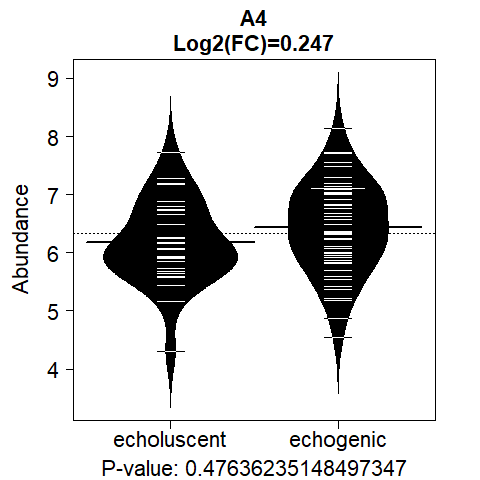 A4
Log2(FC)=0.247
9
8
7
6
5
4
Abundance
echoluscent
echogenic
P-value: 0.47636235148497347